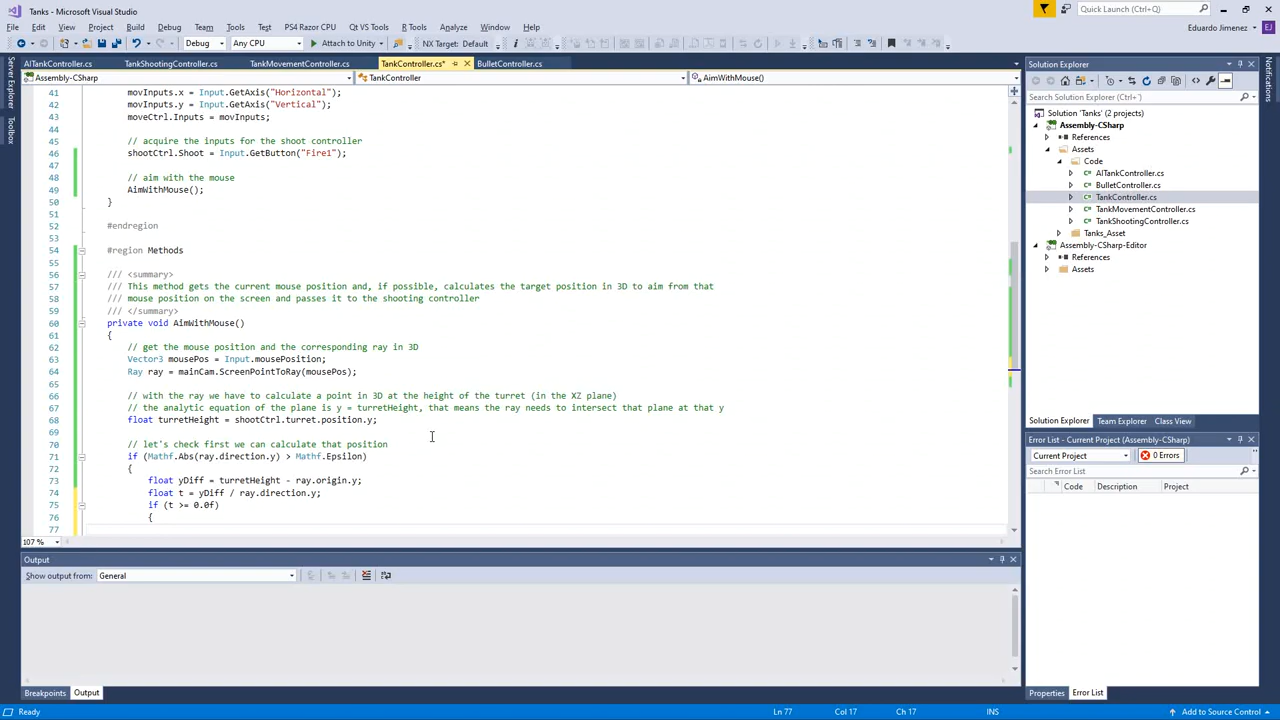 Tanks - Microsoft Visual Studio
Quick Launch (Ctrl+Q)
File Edit View Project Build Debug Team Tools Test PS4 Razor CPU Qt VS Tools R Tools Analyze Window Help
Eduardo Jimenez EJ
Debug Any CPU Attach to Unity NX Target: Default
Server Explorer
Toolbox
Notifications
AITankController.cs TankShootingController.cs TankMovementController.cs TankController.cs* BulletController.cs
Assembly-CSharp TankController AimWithMouse()
41 movInputs.x = Input.GetAxis("Horizontal");
42 movInputs.y = Input.GetAxis("Vertical");
43 moveCtrl.Inputs = movInputs;
44
45 // acquire the inputs for the shoot controller
46 shootCtrl.Shoot = Input.GetButton("Fire1");
47
48 // aim with the mouse
49 AimWithMouse();
50 }
51
52 #endregion
53
54 #region Methods
55
56 /// <summary>
57 /// This method gets the current mouse position and, if possible, calculates the target position in 3D to aim from that
58 /// mouse position on the screen and passes it to the shooting controller
59 /// </summary>
60 private void AimWithMouse()
61 {
62 // get the mouse position and the corresponding ray in 3D
63 Vector3 mousePos = Input.mousePosition;
64 Ray ray = mainCam.ScreenPointToRay(mousePos);
65
66 // with the ray we have to calculate a point in 3D at the height of the turret (in the XZ plane)
67 // the analytic equation of the plane is y = turretHeight, that means the ray needs to intersect that plane at that y
68 float turretHeight = shootCtrl.turret.position.y;
69
70 // let's check first we can calculate that position
71 if (Mathf.Abs(ray.direction.y) > Mathf.Epsilon)
72 {
73 float yDiff = turretHeight - ray.origin.y;
74 float t = yDiff / ray.direction.y;
75 if (t >= 0.0f)
76 {
77
107 %
Output
Show output from: General
Breakpoints Output
Solution Explorer
Search Solution Explorer (Ctrl+´)
Solution 'Tanks' (2 projects)
Assembly-CSharp
References
Assets
Code
AITankController.cs
BulletController.cs
TankController.cs
TankMovementController.cs
TankShootingController.cs
Tanks_Asset
Assembly-CSharp-Editor
References
Assets
Solution Explorer Team Explorer Class View
Error List - Current Project (Assembly-CSharp)
Current Project 0 Errors
Search Error List
Code Description Project
Properties Error List
Ready Ln 77 Col 17 Ch 17 INS Add to Source Control